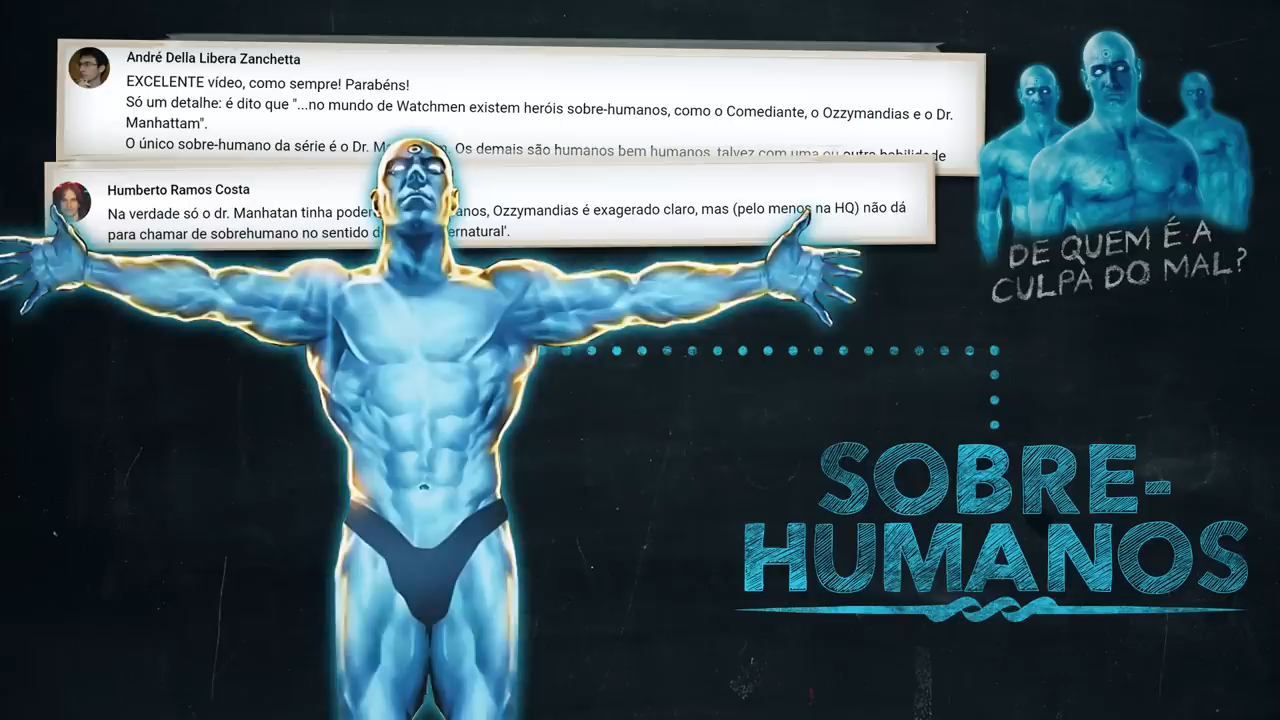 André Della Libera Zanchetta
EXCELENTE vídeo, como sempre! Parabéns!
Só um detalhe: é dito que "...no mundo de Watchmen existem heróis sobre-humanos, como o Comediante, o Ozzymandias e o Dr.
Manhattam".
O único sobre-humano da série é o Dr. Os demais são humanos bem humanos, talvez com uma ou outra habilidade
Humberto Ramos Costa
Na verdade só o dr. Manhatan tinha Ozzymandias é exagerado claro, mas (pelo menos na HQ) não dá
para chamar de sobrehumano no sentido
DE QUEM É A
CULPA DO MAL?
SOBRE-
HUMANOS